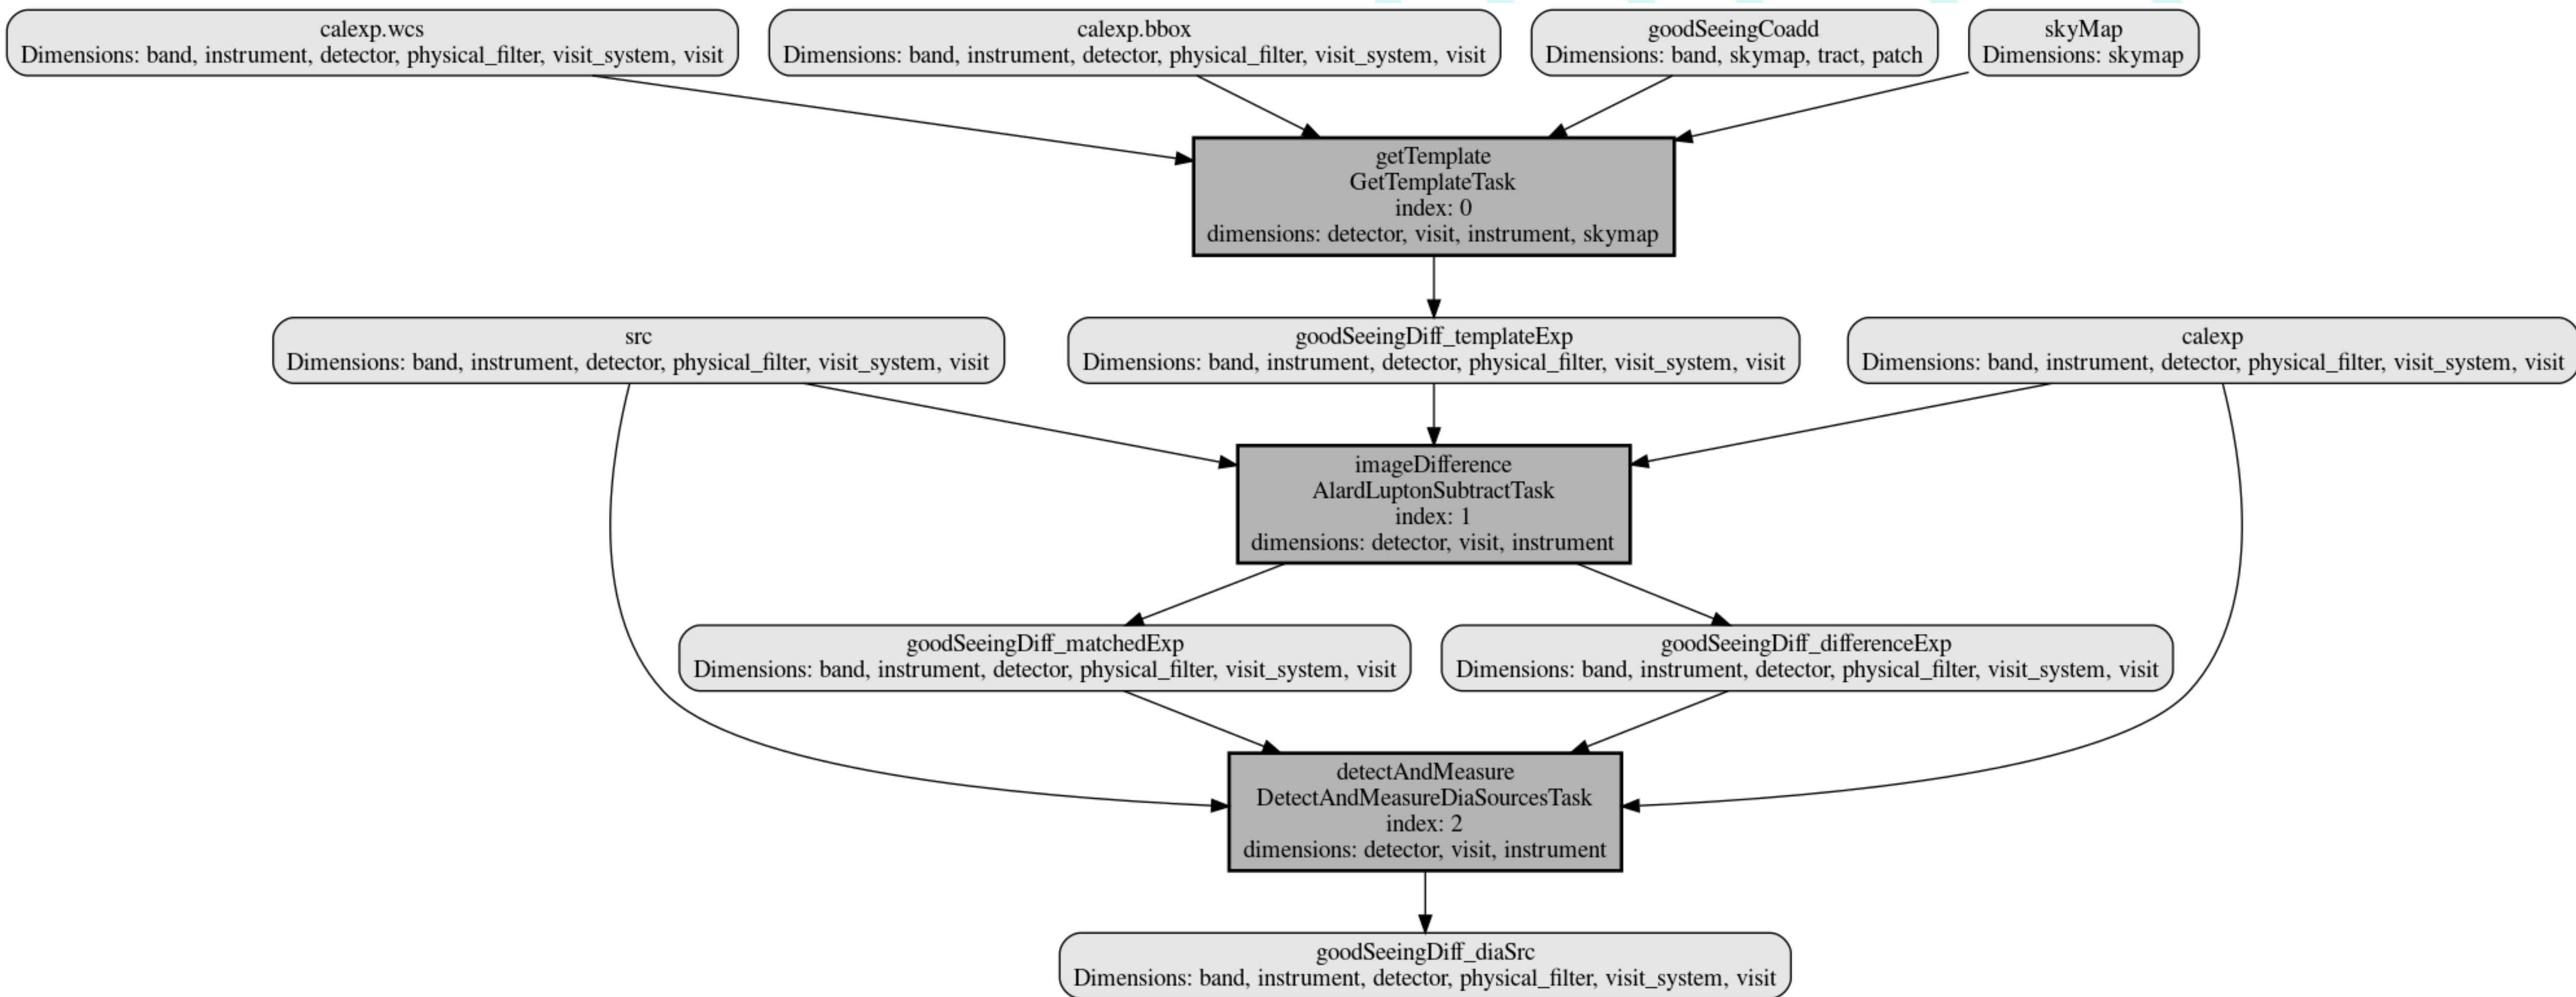 calexp.wcs
Dimensions: band, instrument, detector, physical_filter, visit_system, visit
calexp.bbox
Dimensions: band, instrument, detector, physical_filter, visit_system, visit
goodSeeingCoadd
Dimensions: band, skymap, tract, patch
skyMap
Dimensions: skymap
getTemplate
GetTemplateTask
index: 0
dimensions: detector, visit, instrument, skymap
src
Dimensions: band, instrument, detector, physical_filter, visit_system, visit
goodSeeingDiff_templateExp
Dimensions: band, instrument, detector, physical_filter, visit_system, visit
calexp
Dimensions: band, instrument, detector, physical_filter, visit_system, visit
imageDifference
AlardLuptonSubtractTask
index: 1
dimensions: detector, visit, instrument
goodSeeingDiff_matchedExp
Dimensions: band, instrument, detector, physical_filter, visit_system, visit
goodSeeingDiff_differenceExp
Dimensions: band, instrument, detector, physical_filter, visit_system, visit
detectAndMeasure
DetectAndMeasureDiaSourcesTask
index: 2
dimensions: detector, visit, instrument
goodSeeingDiff_diaSrc
Dimensions: band, instrument, detector, physical_filter, visit_system, visit